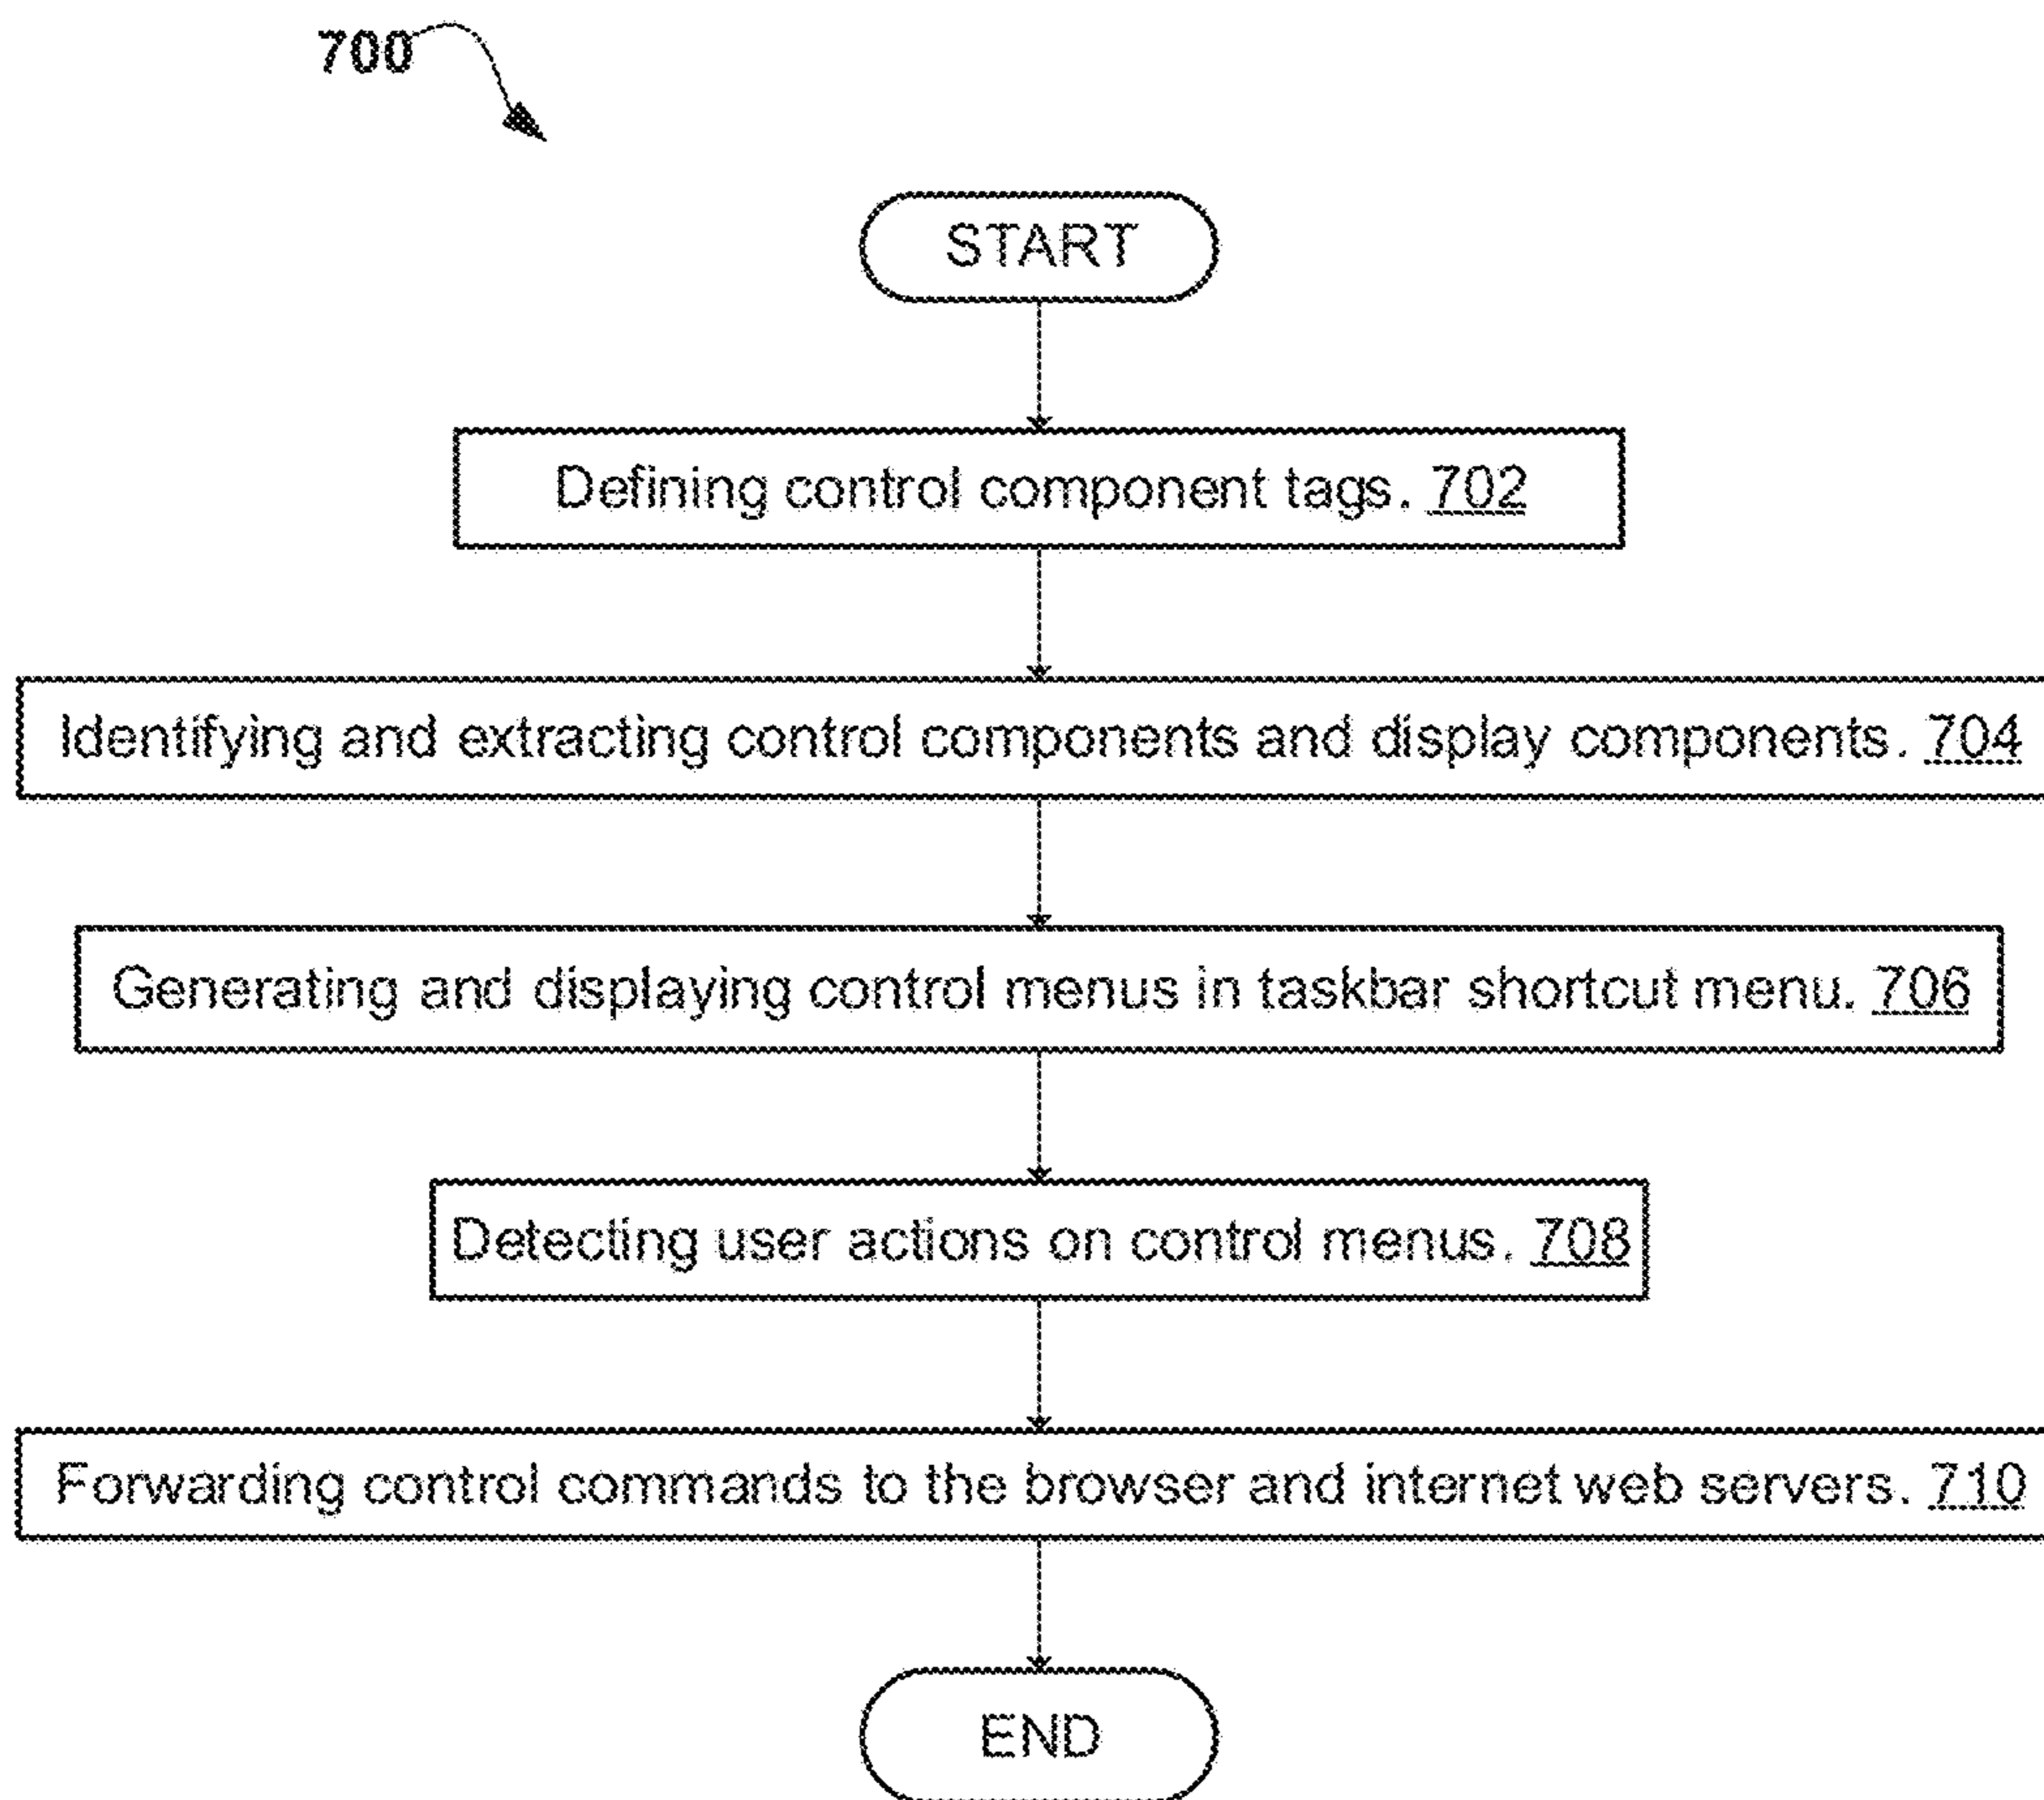 700
START
Defining control component tags. 702
Identifying and extracting control components and display components. 704
Generating and displaying control menus in taskbar shortcut menu. 706
Detecting user actions on control menus. 708
Forwarding control commands to the browser and internet web servers. 710
END